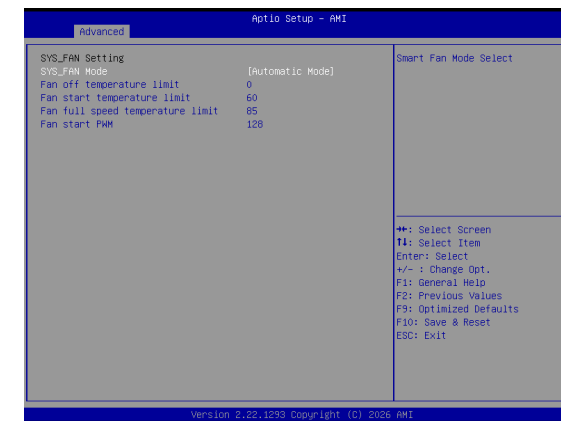 Aptio Setup – AMI
Advanced
SYS_FAN Setting
SYS_FAN Mode [Automatic Mode]
Fan off temperature limit 0
Fan start temperature limit 60
Fan full speed temperature limit 85
Fan start PWM 128
Smart Fan Mode Select
→←: Select Screen
↑↓: Select Item
Enter: Select
+/- : Change Opt.
F1: General Help
F2: Previous Values
F9: Optimized Defaults
F10: Save & Reset
ESC: Exit
Version 2.22.1293 Copyright (C) 2026 AMI